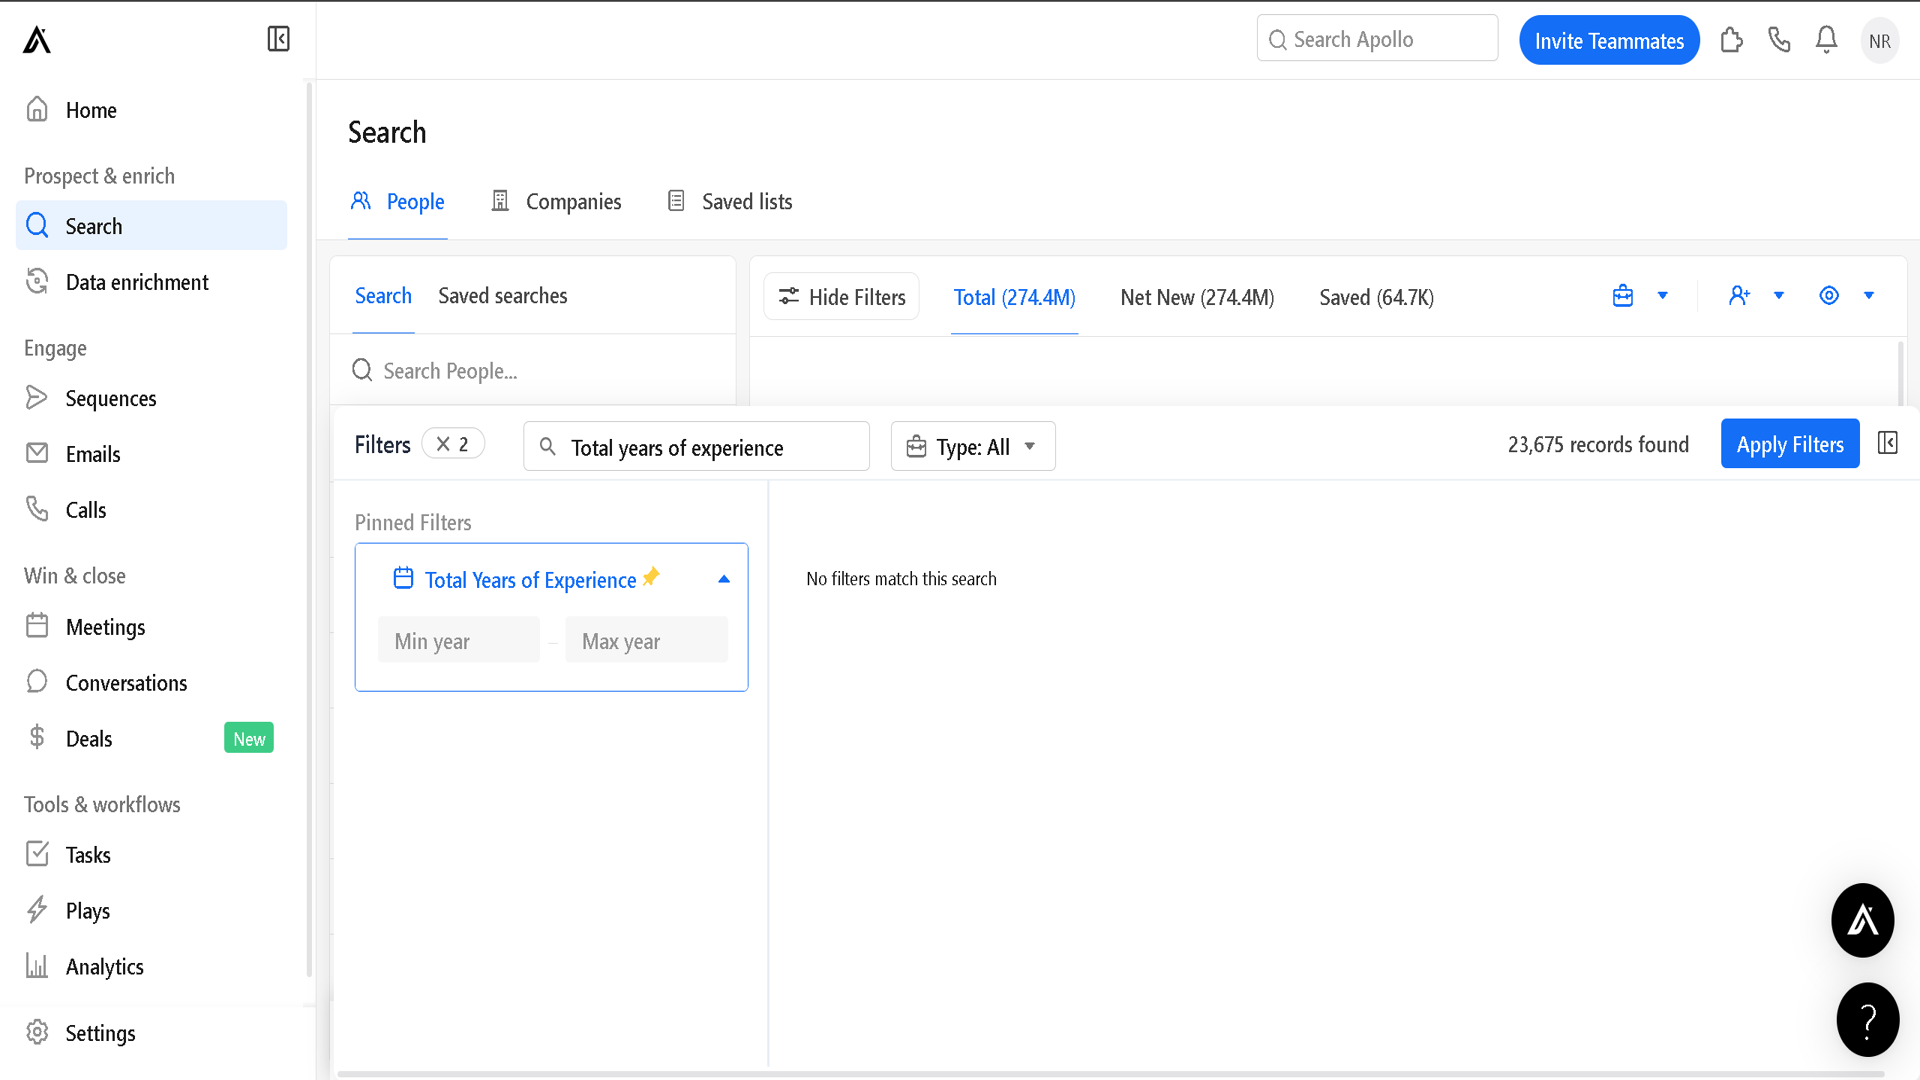 Search Apollo
Invite Teammates
NR
Home
Prospect & enrich
Search
Data enrichment
Engage
Sequences
Emails
Calls
Win & close
Meetings
Conversations
Deals
New
Tools & workflows
Tasks
Plays
Analytics
Settings
Search
People
Companies
Saved lists
Search
Saved searches
Search People...
Hide Filters
Total (274.4M)
Net New (274.4M)
Saved (64.7K)
Filters
2
Total years of experience
Type: All
23,675 records found
Apply Filters
Pinned Filters
Total Years of Experience
Min year
Max year
No filters match this search
?